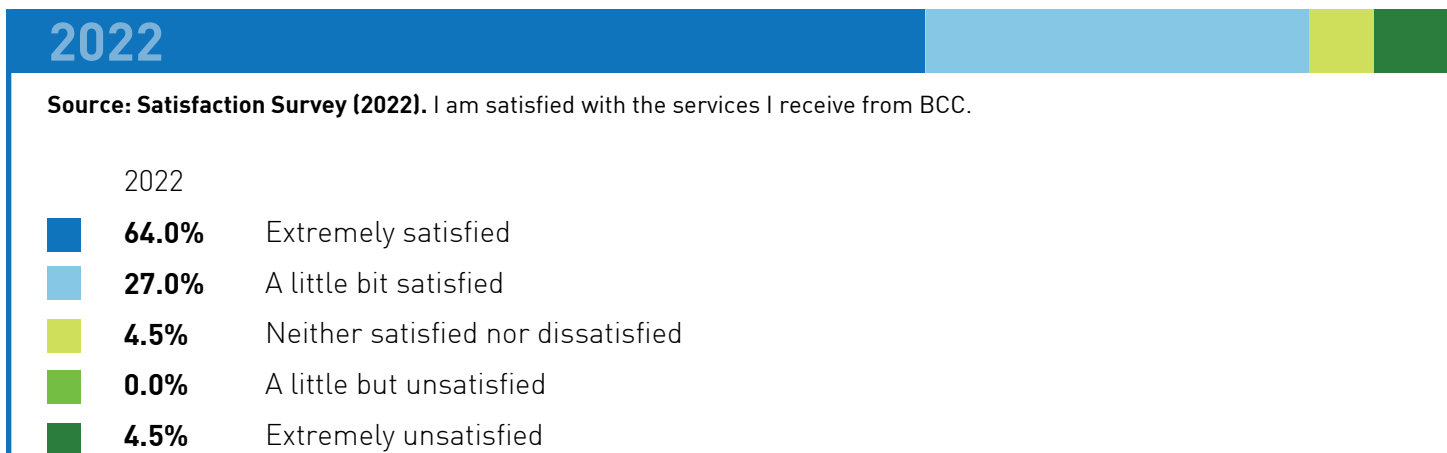 2022
Source: Satisfaction Survey (2022). I am satisfied with the services I receive from BCC.
2022
64.0% Extremely satisfied
27.0% A little bit satisfied
4.5% Neither satisfied nor dissatisfied
0.0% A little but unsatisfied
4.5% Extremely unsatisfied